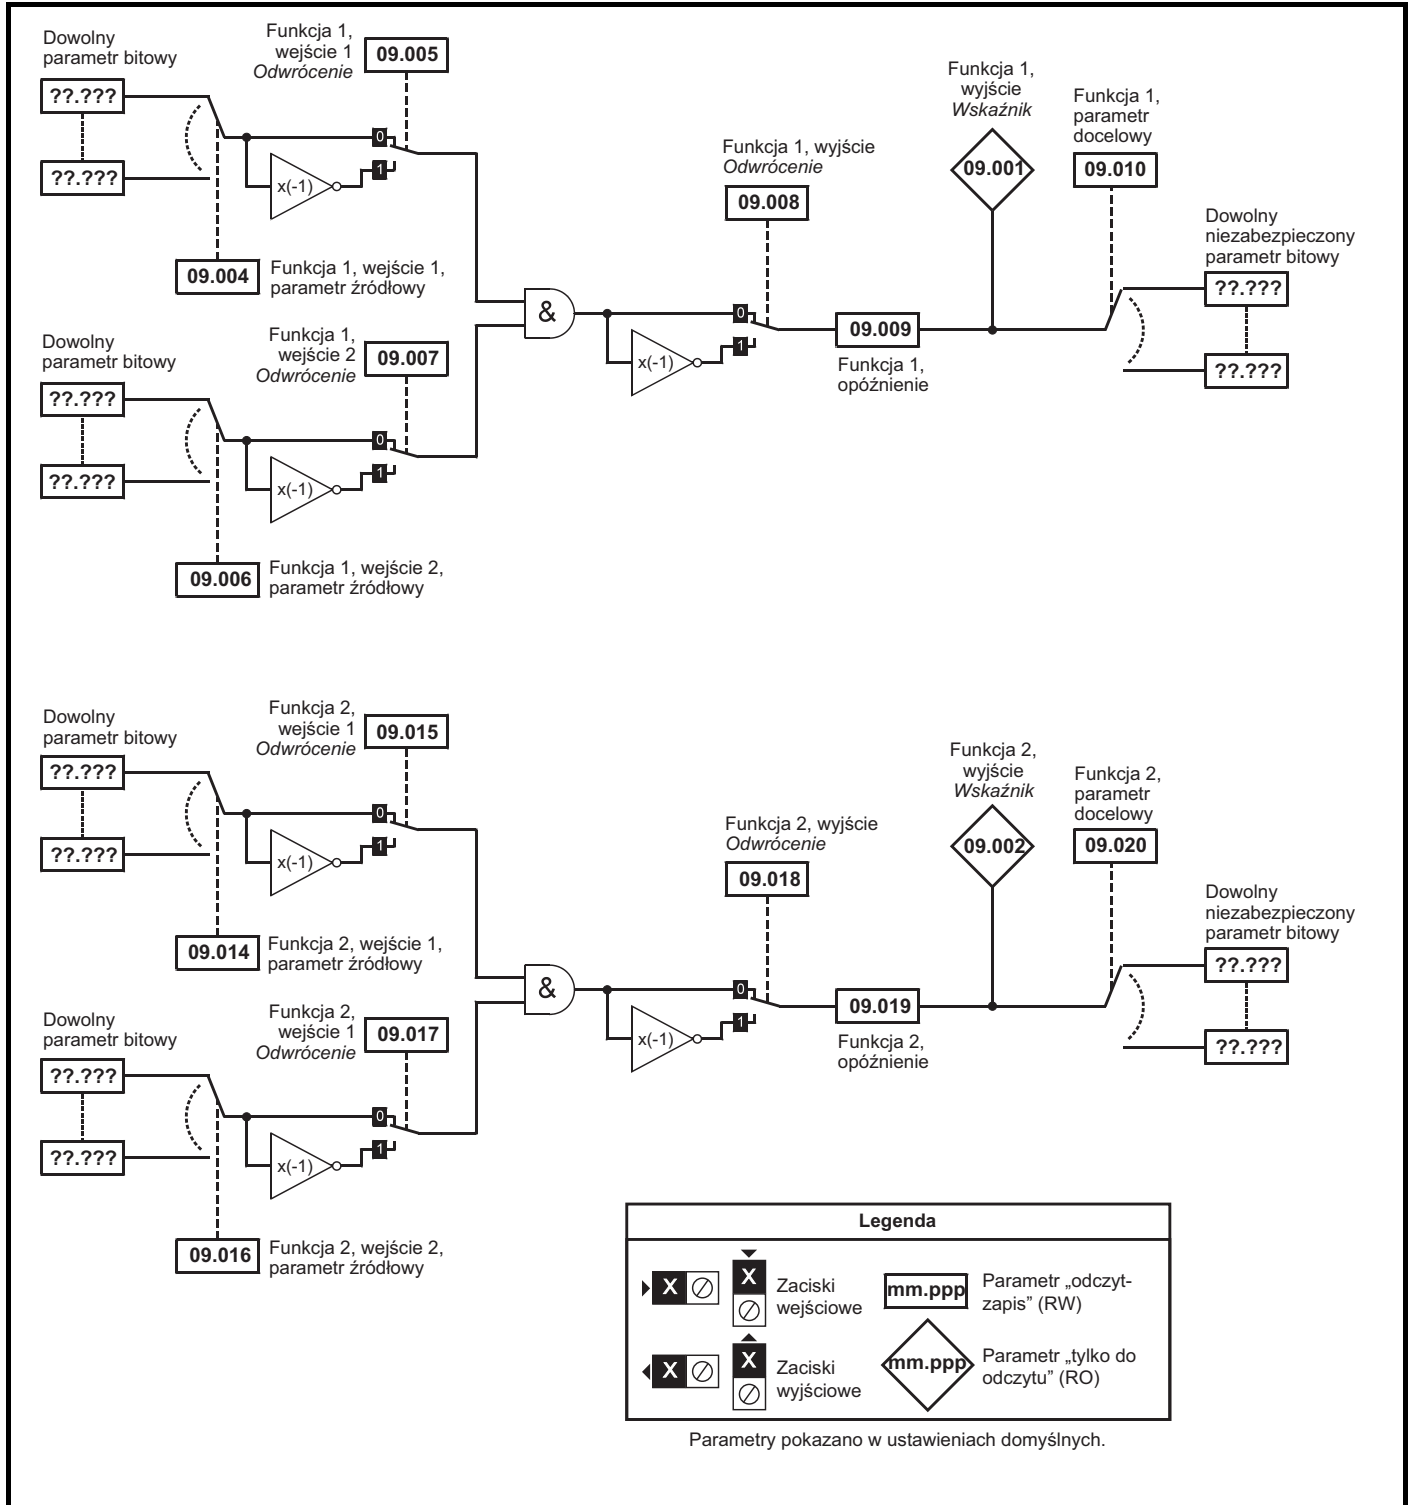 Dowolny
parametr bitowy
??.???
??.???
Funkcja 1,
wejście 1
Odwrócenie
09.005
0
1
x(-1)
09.004
Funkcja 1, wejście 1,
parametr źródłowy
Dowolny
parametr bitowy
??.???
??.???
Funkcja 1,
wejście 2
Odwrócenie
09.007
0
1
x(-1)
09.006
Funkcja 1, wejście 2,
parametr źródłowy
&
x(-1)
Funkcja 1, wyjście
Odwrócenie
09.008
0
1
09.009
Funkcja 1,
opóźnienie
Funkcja 1,
wyjście
Wskaźnik
09.001
Funkcja 1,
parametr
docelowy
09.010
Dowolny
niezabezpieczony
parametr bitowy
??.???
??.???
Dowolny
parametr bitowy
??.???
??.???
Funkcja 2,
wejście 1
Odwrócenie
09.015
0
1
x(-1)
09.014
Funkcja 2, wejście 1,
parametr źródłowy
Dowolny
parametr bitowy
??.???
??.???
Funkcja 2,
wejście 1
Odwrócenie
09.017
0
1
x(-1)
09.016
Funkcja 2, wejście 2,
parametr źródłowy
&
x(-1)
Funkcja 2, wyjście
Odwrócenie
09.018
0
1
09.019
Funkcja 2,
opóźnienie
Funkcja 2,
wyjście
Wskaźnik
09.002
Funkcja 2,
parametr
docelowy
09.020
Dowolny
niezabezpieczony
parametr bitowy
??.???
??.???
Legenda
X
X
Zaciski
wejściowe
mm.ppp
Parametr „odczyt-
zapis” (RW)
X
X
Zaciski
wyjściowe
mm.ppp
Parametr „tylko do
odczytu” (RO)
Parametry pokazano w ustawieniach domyślnych.